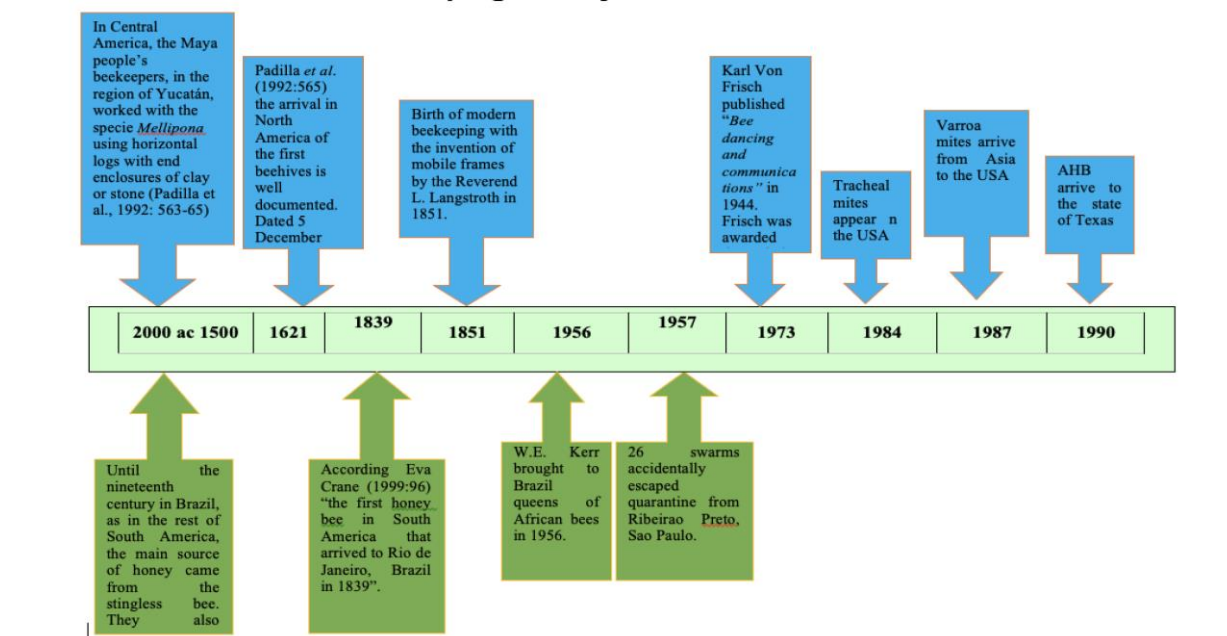 In Central
America, the Maya
people's
beekeepers, in the
region of Yucatán,
worked with the
specie Mellipona
using horizontal
logs with end
enclosures of clay
or stone (Padilla et
al., 1992: 563-65)
Padilla et al.
(1992:565)
the arrival in
North
America of
the first
beehives is
well
documented.
Dated 5
December
Birth of modern
beekeeping with
the invention of
mobile frames
by the Reverend
L. Langstroth in
1851.
Karl Von
Frisch
published
"Bee
dancing
and
communica
tions" in
1944.
Frisch was
awarded
Tracheal
mites
appear n
the USA
Varroa
mites arrive
from Asia
to the USA
AHB
arrive to
the state
of Texas
2000 ac 1500
1621
1839
1851
1956
1957
1973
1984
1987
1990
Until the
nineteenth
century in Brazil,
as in the rest of
South America,
the main source
of honey came
from the
stingless bee.
They also
According Eva
Crane (1999:96)
"the first honey
bee in South
America that
arrived to Rio de
Janeiro, Brazil
in 1839".
W.E. Kerr
brought to
Brazil
queens of
African bees
in 1956.
26 swarms
accidentally
escaped
quarantine from
Ribeirao Preto,
Sao Paulo.